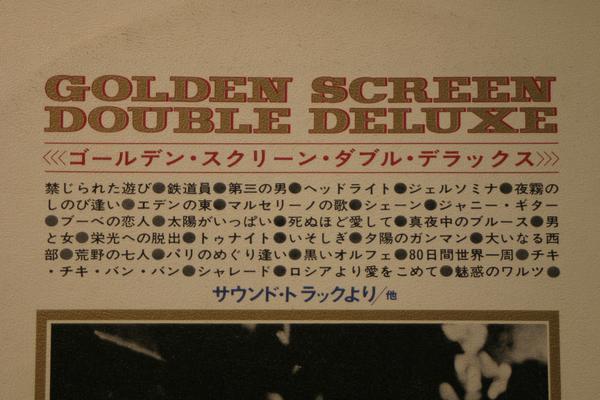 GOLDEN SCREEN
DOUBLE DELUXE
ゴールデン・スクリーン・ダブル・デラックス
禁じられた遊び●鉄道員●第三の男●ヘッドライト●ジェルソミナ●夜霧の
しのび逢い●エデンの東●マルセリーノの歌●シェーン●ジャニー・ギター
●ブーベの恋人●太陽がいっぱい●死ぬほど愛して●真夜中のブルース●男
と女●栄光への脱出●トゥナイト●いそしぎ●夕陽のガンマン●大いなる西
部●荒野の七人●パリのめぐり逢い●黒いオルフェ●80日間世界一周●チキ
・チキ・バン・バン●シャレード●ロシアより愛をこめて●魅惑のワルツ●
サウンド・トラックより/他